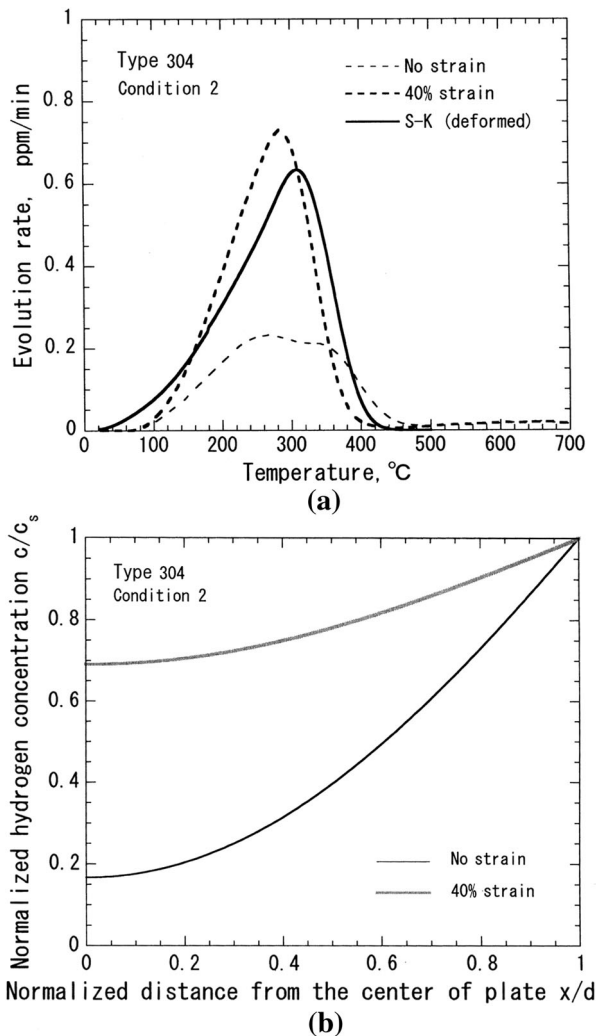 1
Type 304
Condition 2
No strain
40% strain
S-K (deformed)
0.8
0.6
0.4
0.2
0
Evolution rate, ppm/min
0 100 200 300 400 500 600 700
Temperature, ℃
(a)
1
Type 304
Condition 2
0.8
0.6
0.4
0.2
0
Normalized hydrogen concentration c/cₛ
No strain
40% strain
0 0.2 0.4 0.6 0.8 1
Normalized distance from the center of plate x/d
(b)